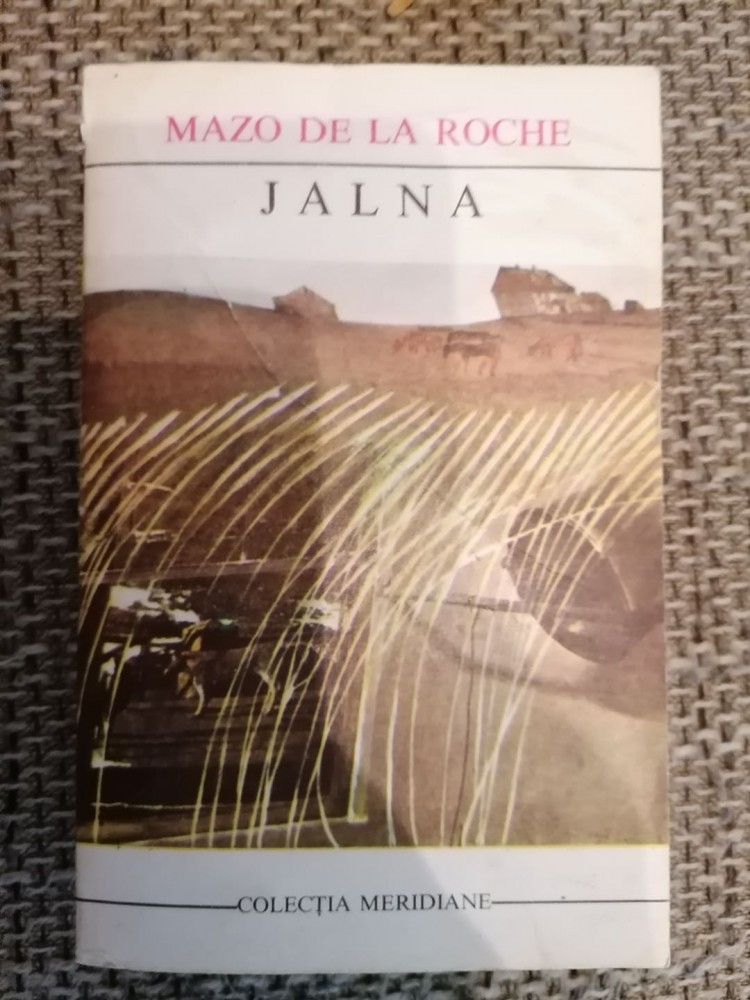 MAZO DE LA ROCHE
JALNA
COLECȚIA MERIDIANE